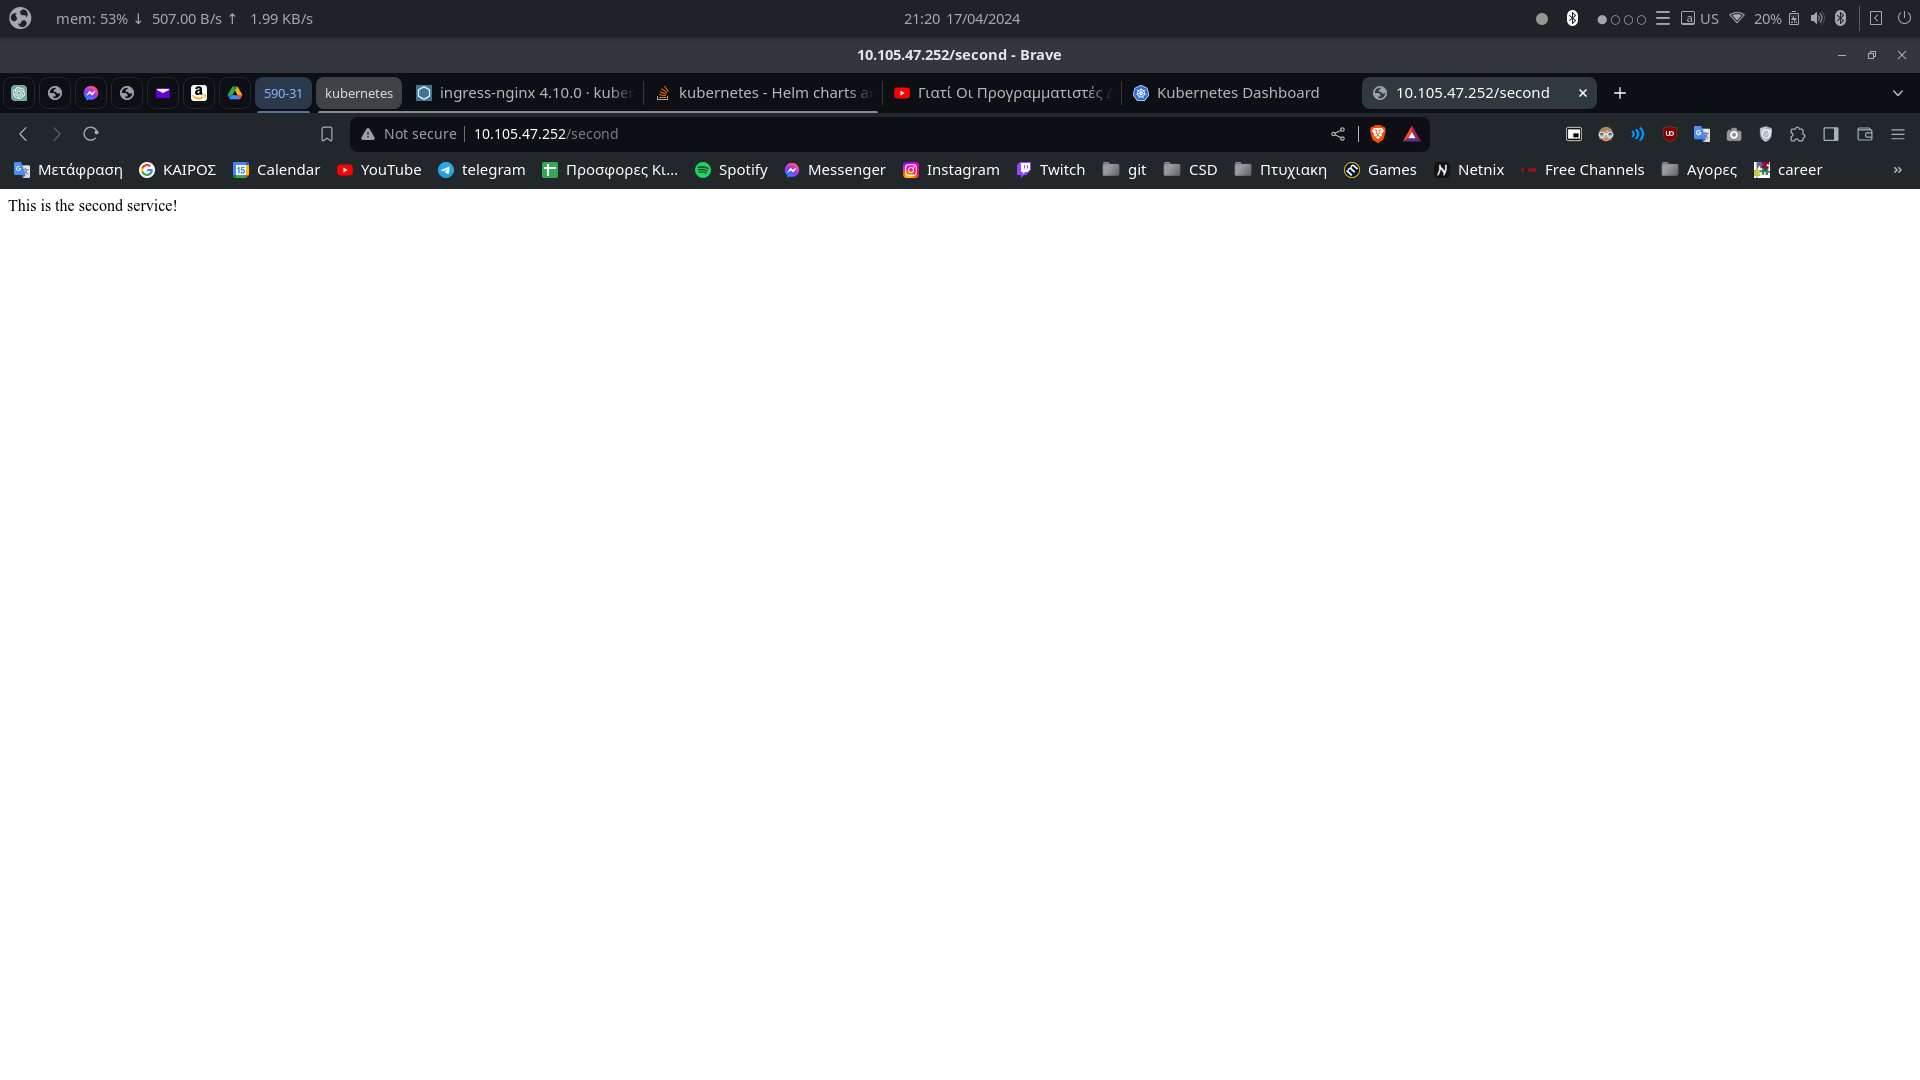 mem: 53% ↓ 507.00 B/s ↑ 1.99 KB/s 21:20 17/04/2024 US 20%
10.105.47.252/second - Brave
590-31 kubernetes ingress-nginx 4.10.0 · kuber kubernetes - Helm charts a Γιατί Οι Προγραμματιστές Kubernetes Dashboard 10.105.47.252/second
Not secure 10.105.47.252/second
Μετάφραση ΚΑΙΡΟΣ Calendar YouTube telegram Προσφορες Κι... Spotify Messenger Instagram Twitch git CSD Πτυχιακη Games Netnix Free Channels Αγορες career »
This is the second service!